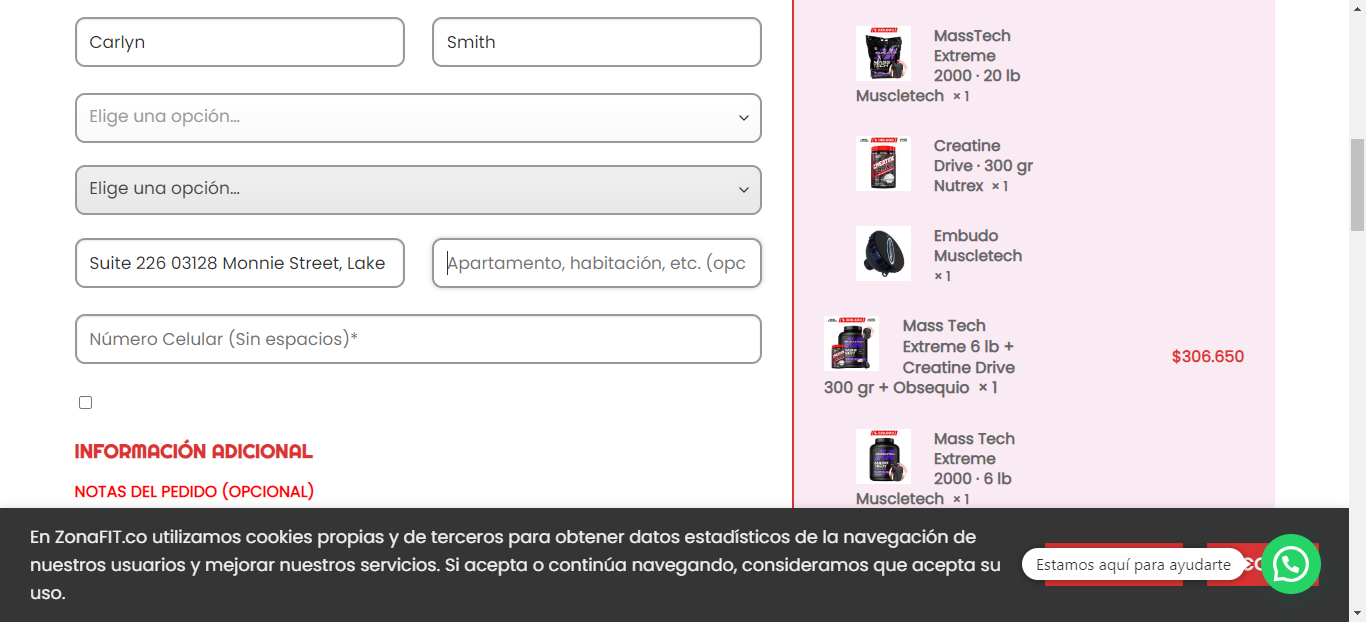 Carlyn
Smith
Elige una opción...
Elige una opción...
Suite 226 03128 Monnie Street, Lake
Apartamento, habitación, etc. (opc
Número Celular (Sin espacios)*
INFORMACIÓN ADICIONAL
NOTAS DEL PEDIDO (OPCIONAL)
MassTech
Extreme
2000 · 20 lb
Muscletech × 1
Creatine
Drive · 300 gr
Nutrex × 1
Embudo
Muscletech
× 1
Mass Tech
Extreme 6 lb +
Creatine Drive
300 gr + Obsequio × 1
$306.650
Mass Tech
Extreme
2000 · 6 lb
Muscletech × 1
En ZonaFIT.co utilizamos cookies propias y de terceros para obtener datos estadísticos de la navegación de
nuestros usuarios y mejorar nuestros servicios. Si acepta o continúa navegando, consideramos que acepta su
uso.
Estamos aquí para ayudarte